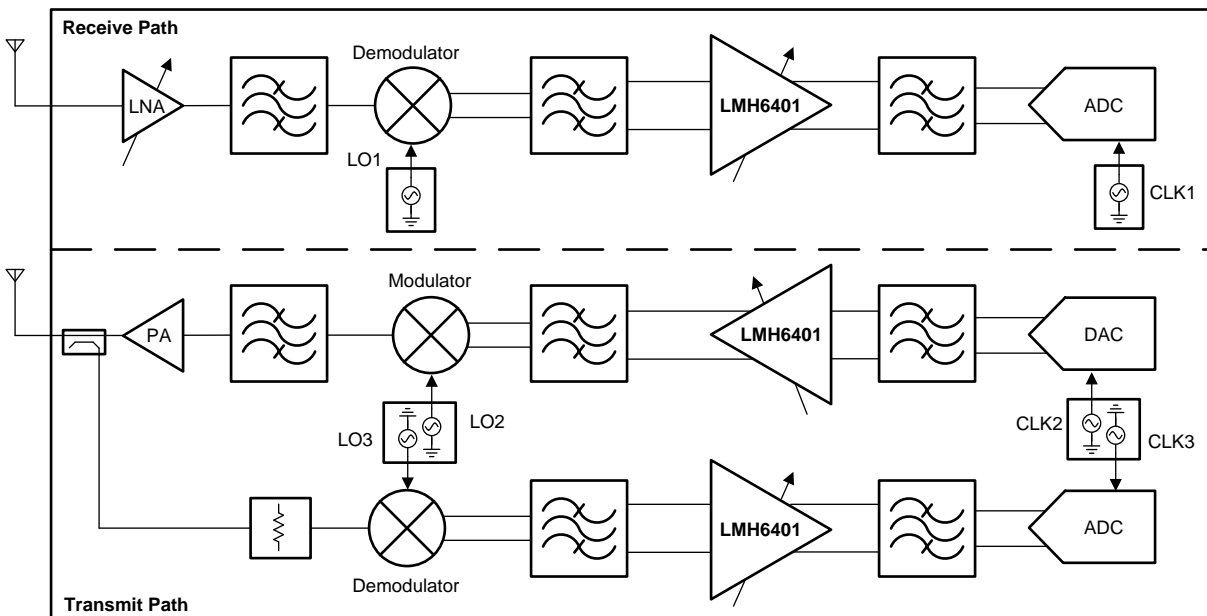 Receive Path
Demodulator
LNA
LMH6401
ADC
LO1
CLK1
Modulator
PA
LMH6401
DAC
LO3
LO2
CLK2
CLK3
LMH6401
ADC
Demodulator
Transmit Path